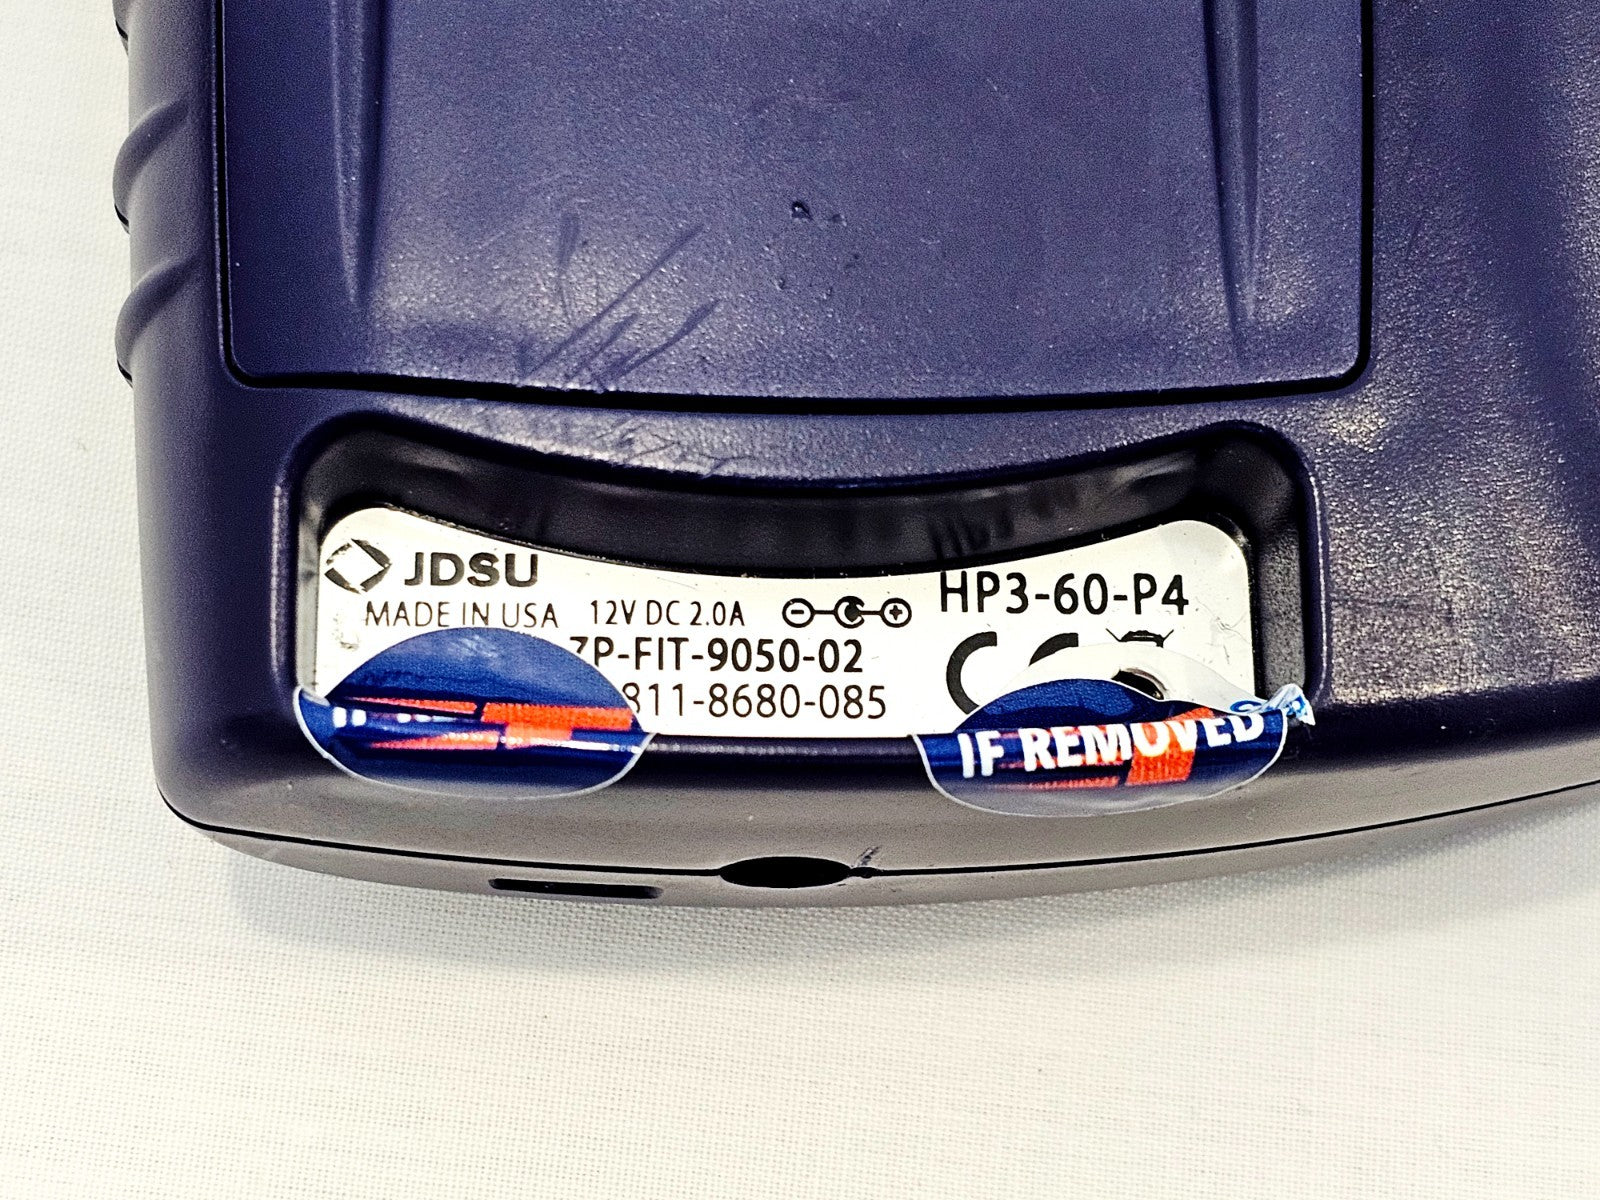 JDSU
MADE IN USA 12V DC 2.0A
HP3-60-P4
ZP-FIT-9050-02
811-8680-085
CE
IF REMOVED